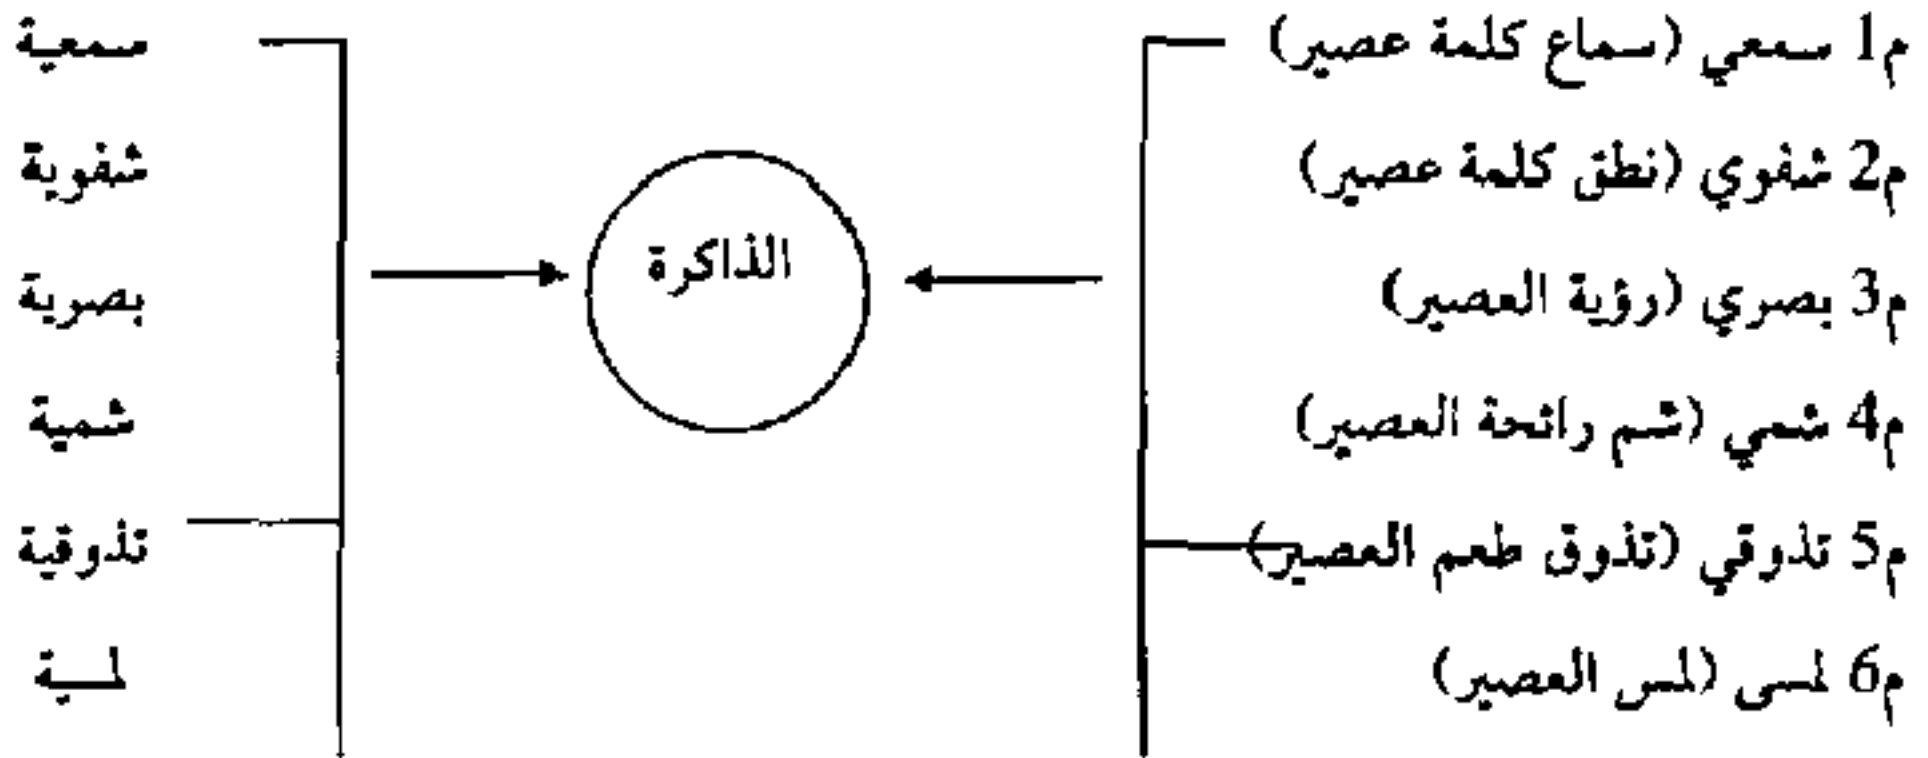 م1 سمعي (سماع كلمة عصير)
م2 شفوي (نطق كلمة عصير)
م3 بصري (رؤية العصير)
م4 شمي (شم رائحة العصير)
م5 تذوقي (تذوق طعم العصير)
م6 لمسى (لمس العصير)
الذاكرة
سمعية
شفوية
بصرية
شمية
تذوقية
لمسية